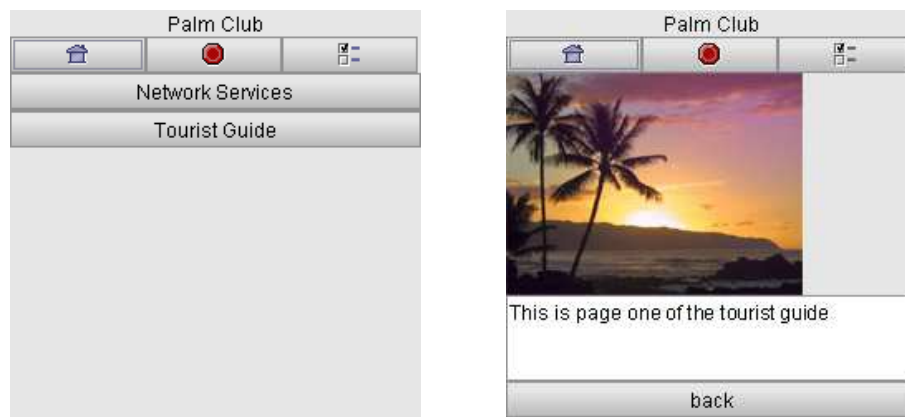 Palm Club
Network Services
Tourist Guide
Palm Club
This is page one of the tourist guide
back